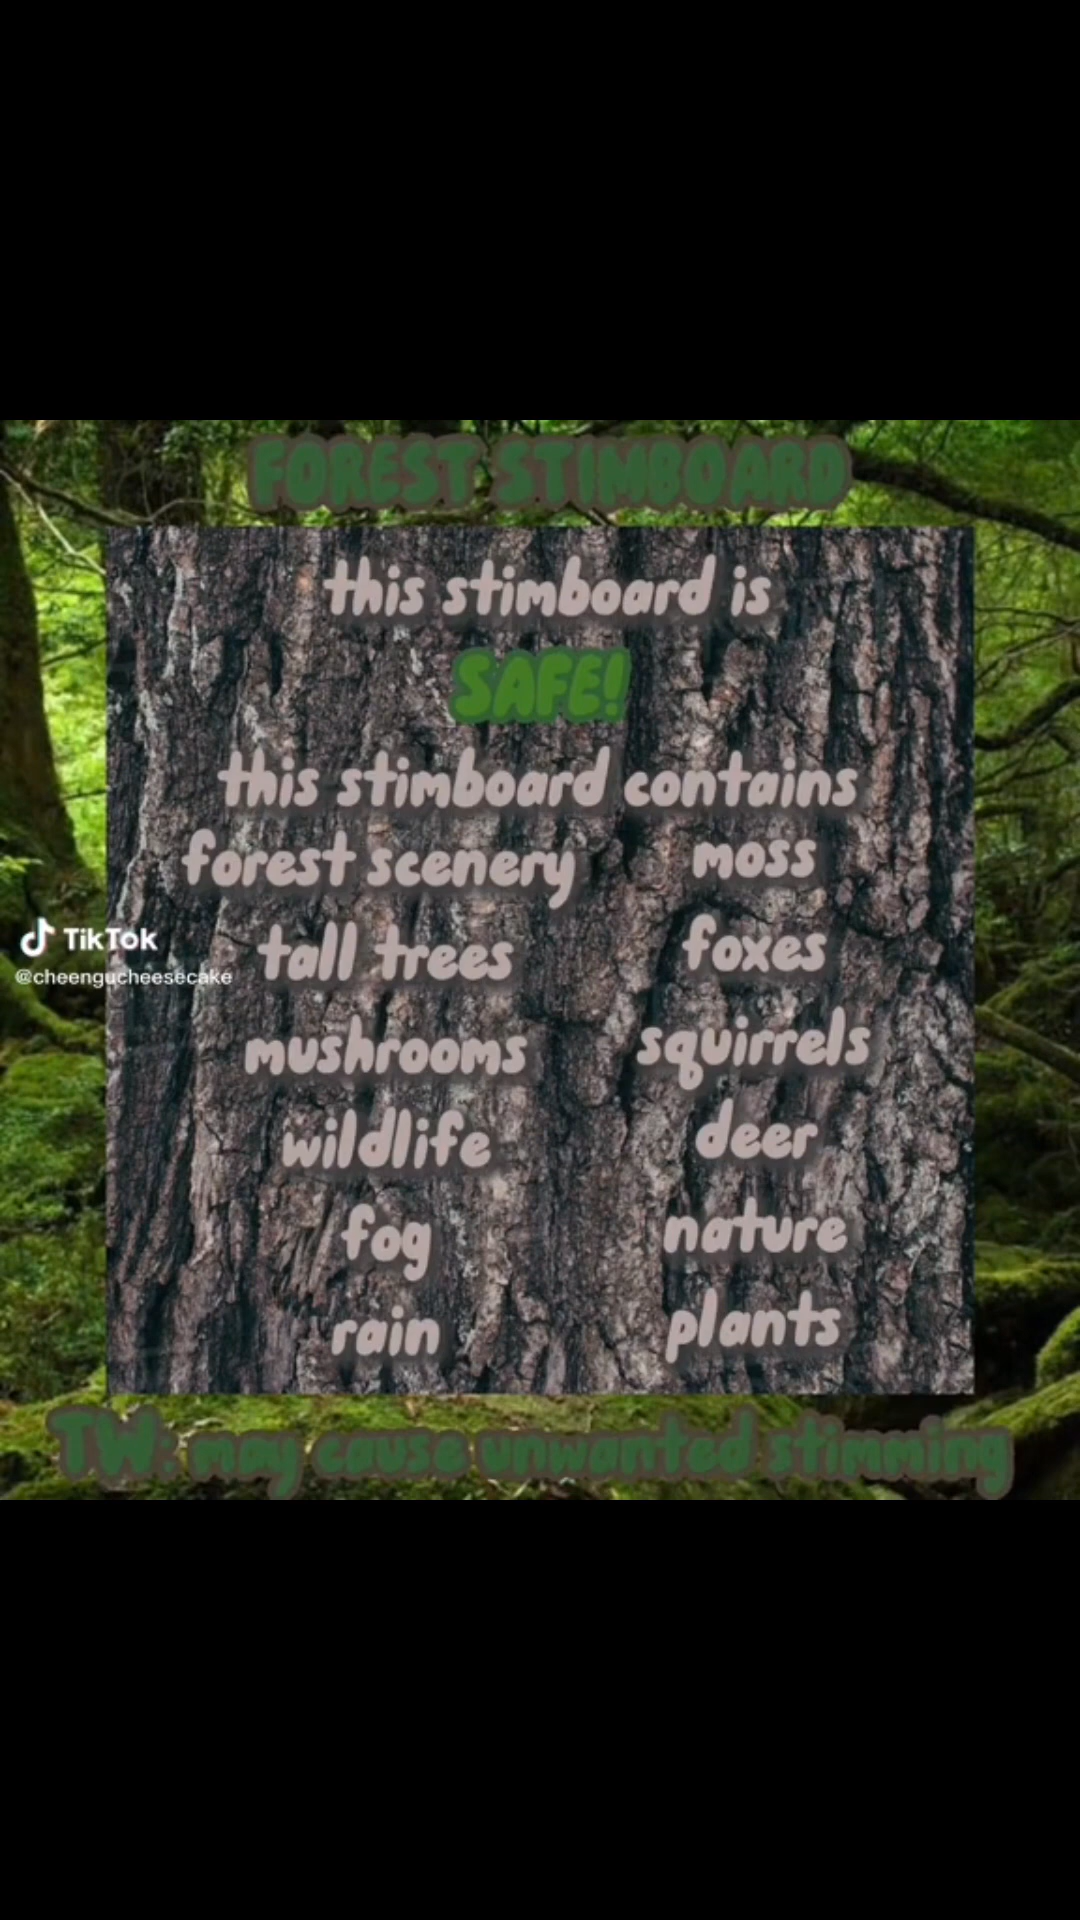 FOREST STIMBOARD
this stimboard is
SAFE!
this stimboard contains
forest scenery
moss
tall trees
foxes
TikTok
@cheengucheesecake
mushrooms
squirrels
wildlife
deer
fog
nature
rain
plants
TW: may cause unwanted stimming